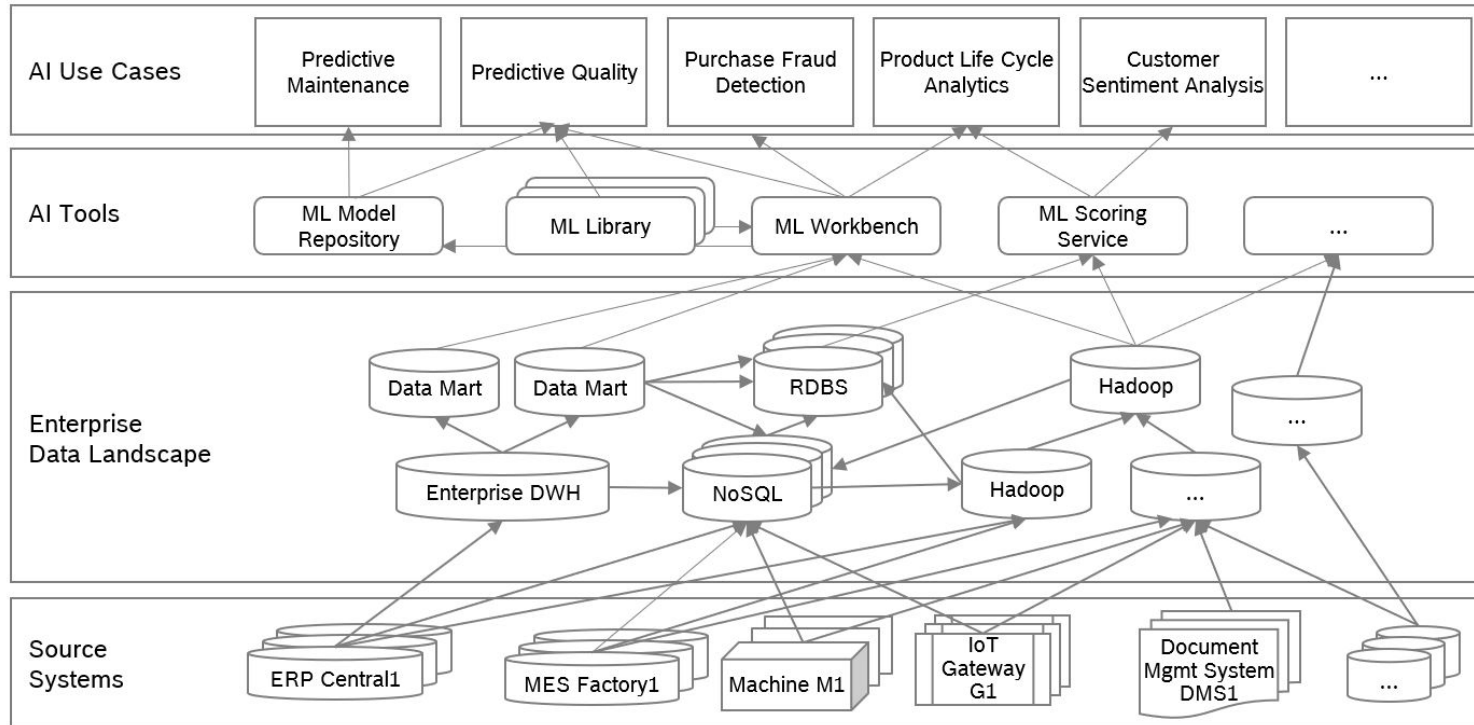 AI Use Cases
Predictive
Maintenance
Predictive Quality
Purchase Fraud
Detection
Product Life Cycle
Analytics
Customer
Sentiment Analysis
...
AI Tools
ML Model
Repository
ML Library
ML Workbench
ML Scoring
Service
...
Enterprise
Data Landscape
Data Mart
Data Mart
RDBS
Hadoop
...
Enterprise DWH
NoSQL
Hadoop
...
Source
Systems
ERP Central1
MES Factory1
Machine M1
IoT
Gateway
G1
Document
Mgmt System
DMS1
...